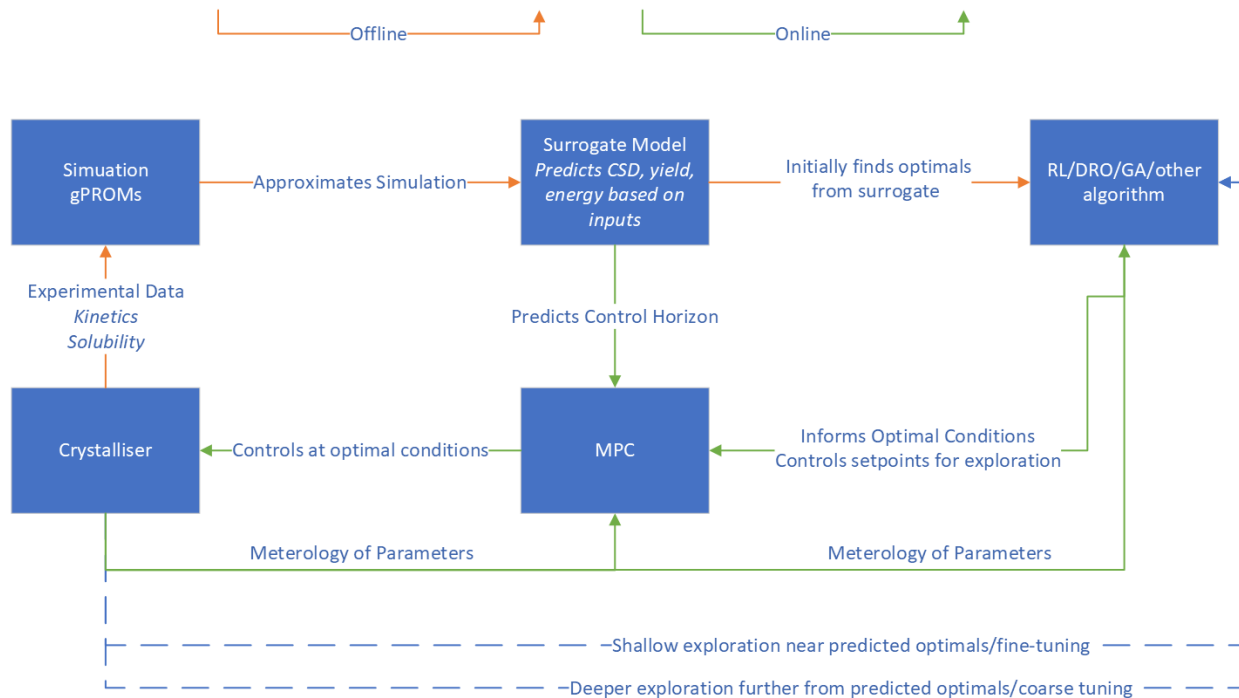 Offline
Online
Simuation
gPROMs
Approximates Simulation
Surrogate Model
Predicts CSD, yield,
energy based on
inputs
Initially finds optimals
from surrogate
RL/DRO/GA/other
algorithm
Experimental Data
Kinetics
Solubility
Predicts Control Horizon
Crystalliser
Controls at optimal conditions
MPC
Informs Optimal Conditions
Controls setpoints for exploration
Meterology of Parameters
Meterology of Parameters
Shallow exploration near predicted optimals/fine-tuning
Deeper exploration further from predicted optimals/coarse tuning